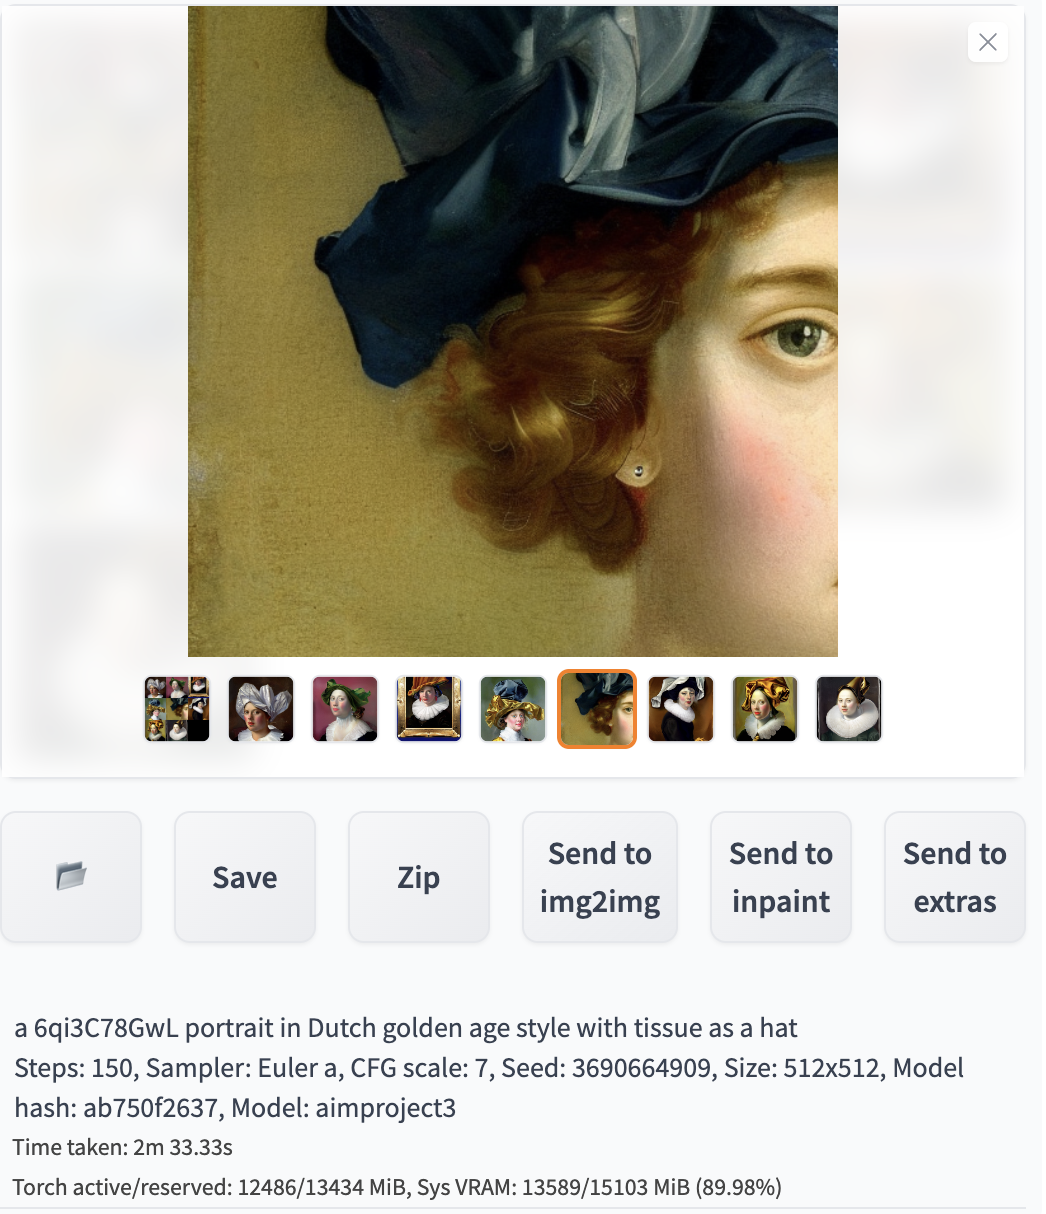 Save
Zip
Send to
img2img
Send to
inpaint
Send to
extras
a 6qi3C78GwL portrait in Dutch golden age style with tissue as a hat
Steps: 150, Sampler: Euler a, CFG scale: 7, Seed: 3690664909, Size: 512x512, Model
hash: ab750f2637, Model: aimproject3
Time taken: 2m 33.33s
Torch active/reserved: 12486/13434 MiB, Sys VRAM: 13589/15103 MiB (89.98%)